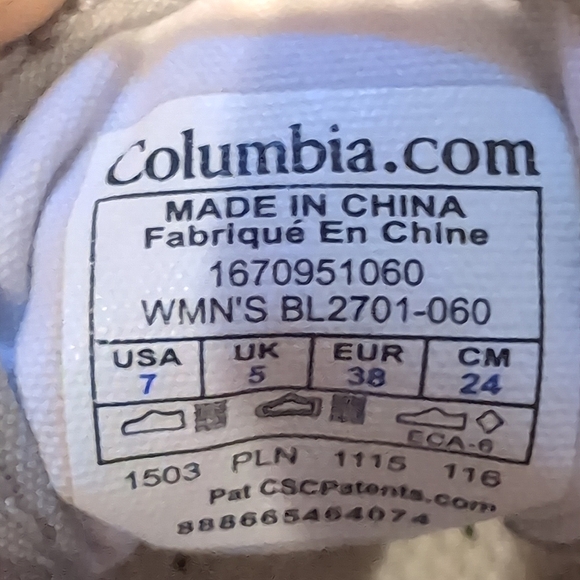 Columbia.com
MADE IN CHINA
Fabriqué En Chine
1670951060
WMN'S BL2701-060
USA UK EUR CM
7 5 38 24
ECA-6
1503 PLN 1115 116
Pat CSCPatents.com
888665464074